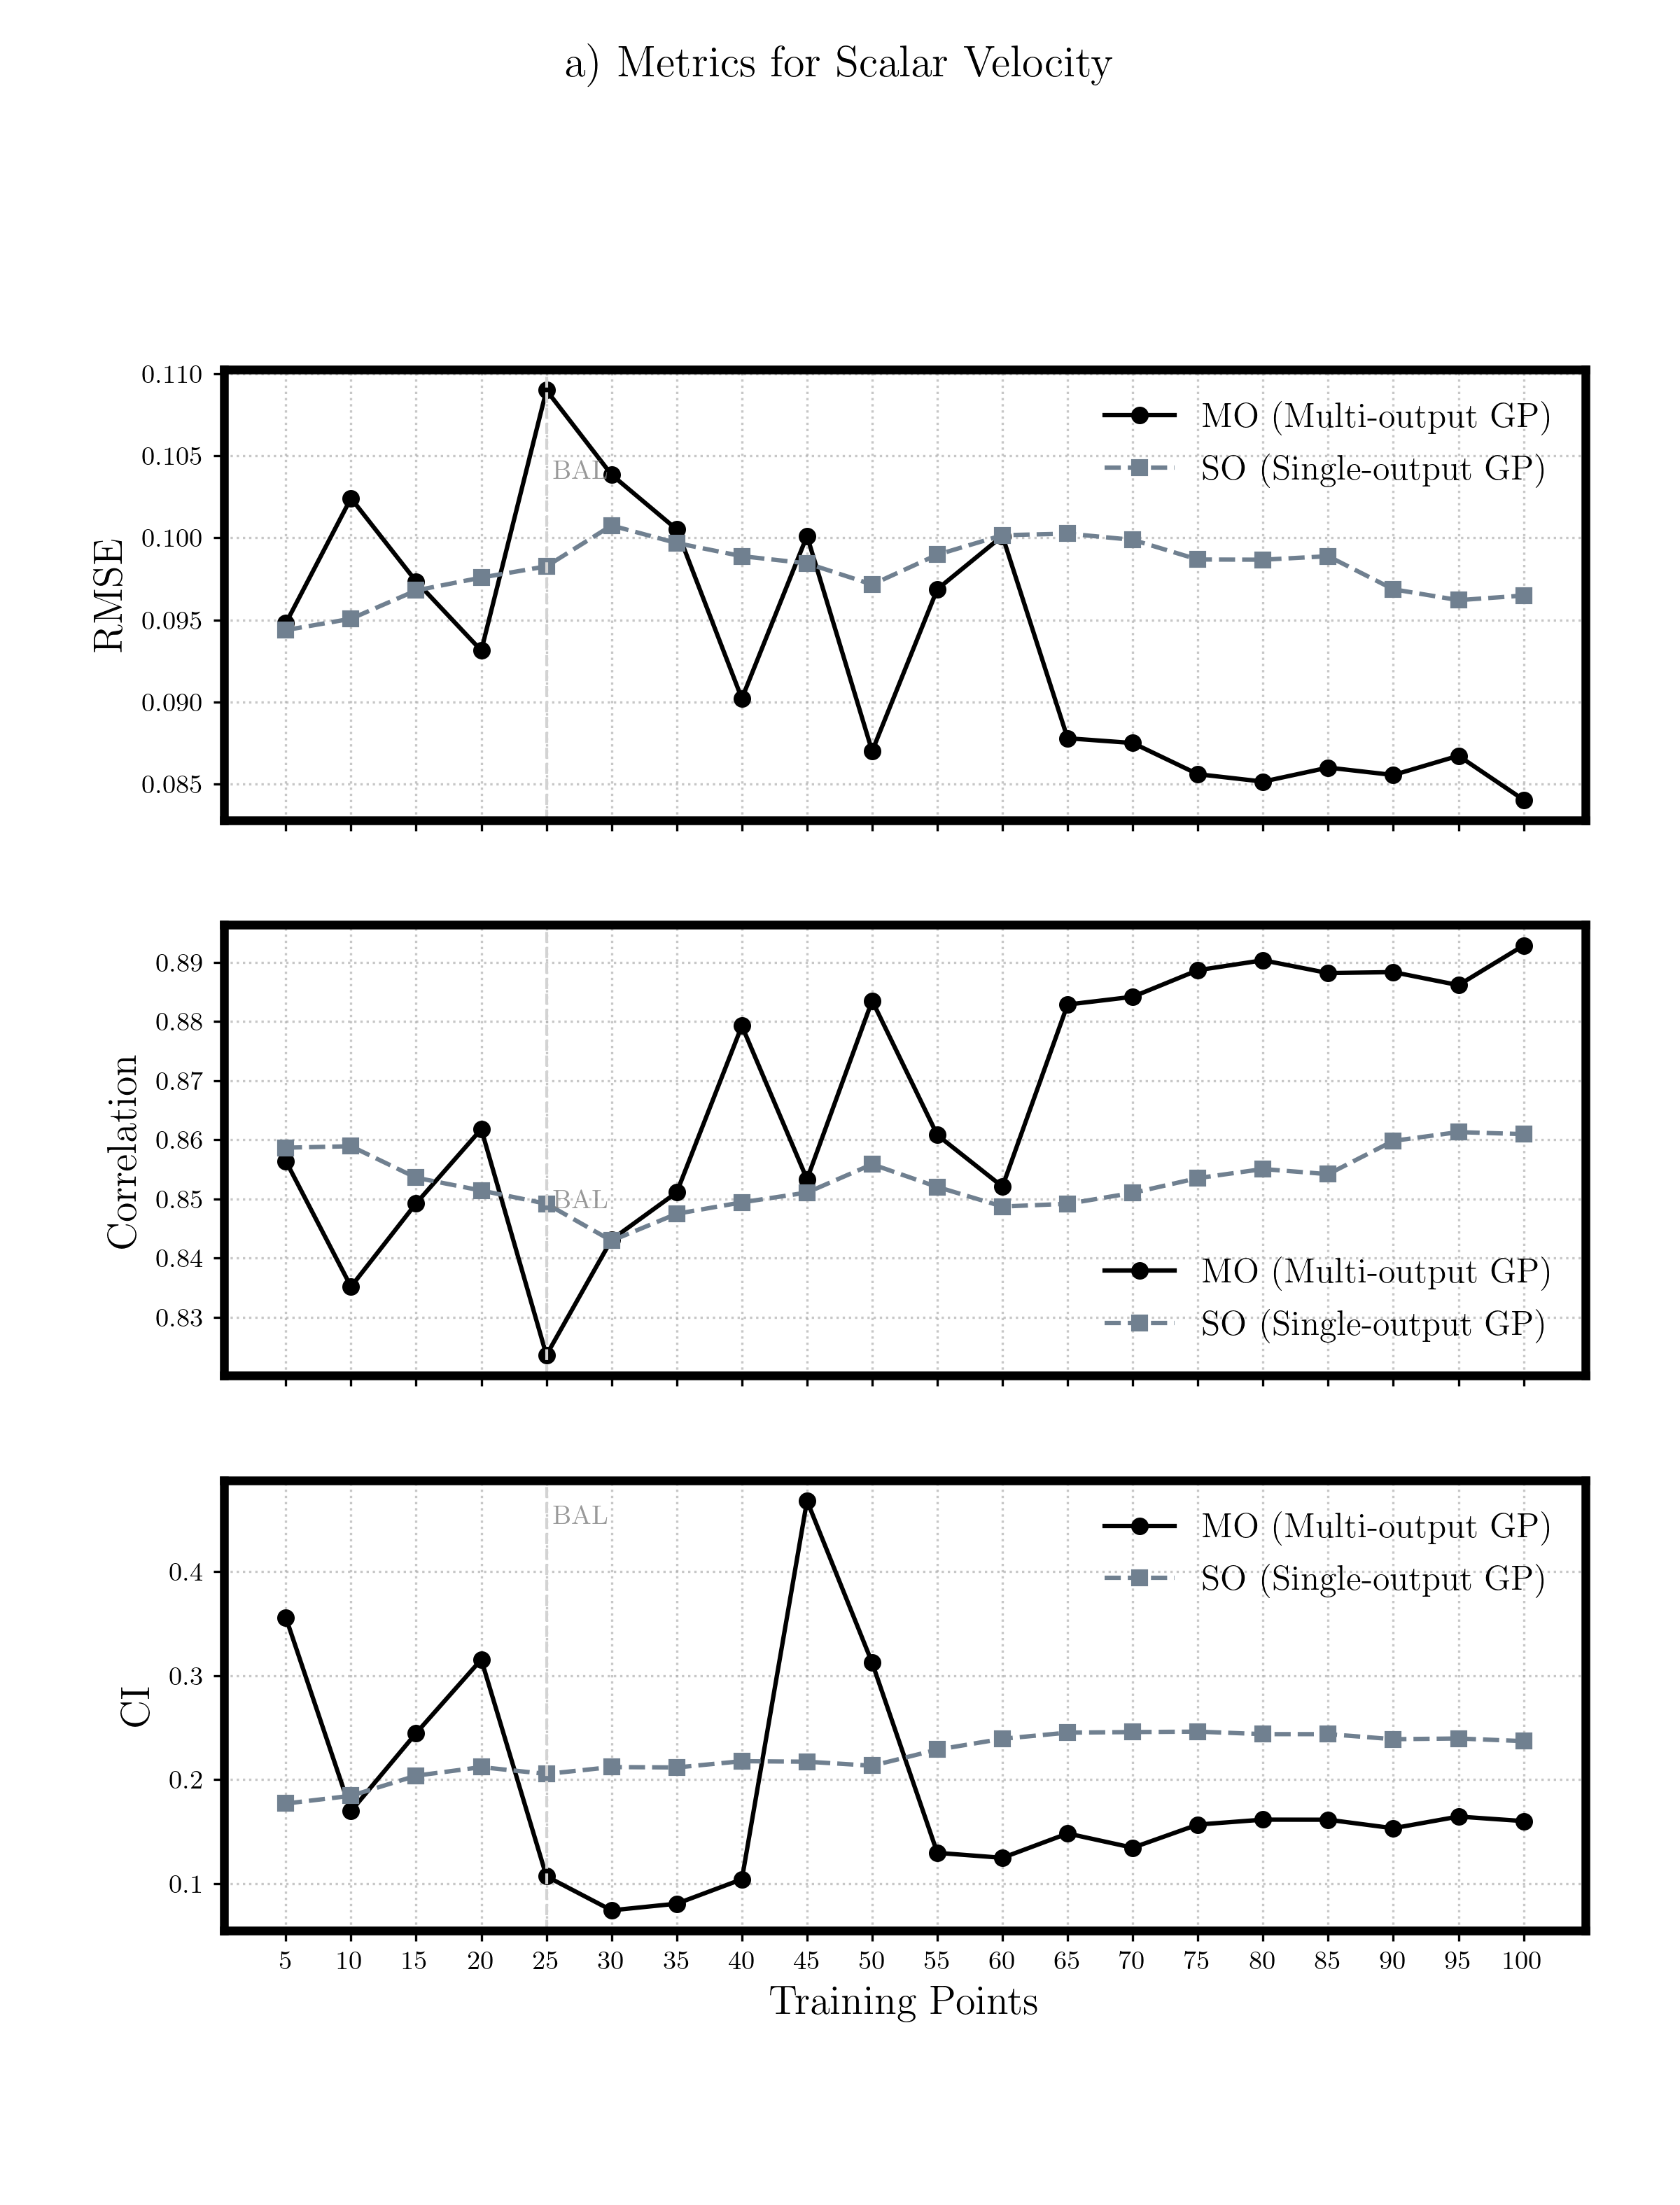 a) Metrics for Scalar Velocity
0.110
0.105
0.100
0.095
0.090
0.085
RMSE
BAL
MO (Multi-output GP)
SO (Single-output GP)
0.89
0.88
0.87
0.86
0.85
0.84
0.83
Correlation
BAL
MO (Multi-output GP)
SO (Single-output GP)
0.4
0.3
0.2
0.1
CI
BAL
MO (Multi-output GP)
SO (Single-output GP)
5 10 15 20 25 30 35 40 45 50 55 60 65 70 75 80 85 90 95 100
Training Points